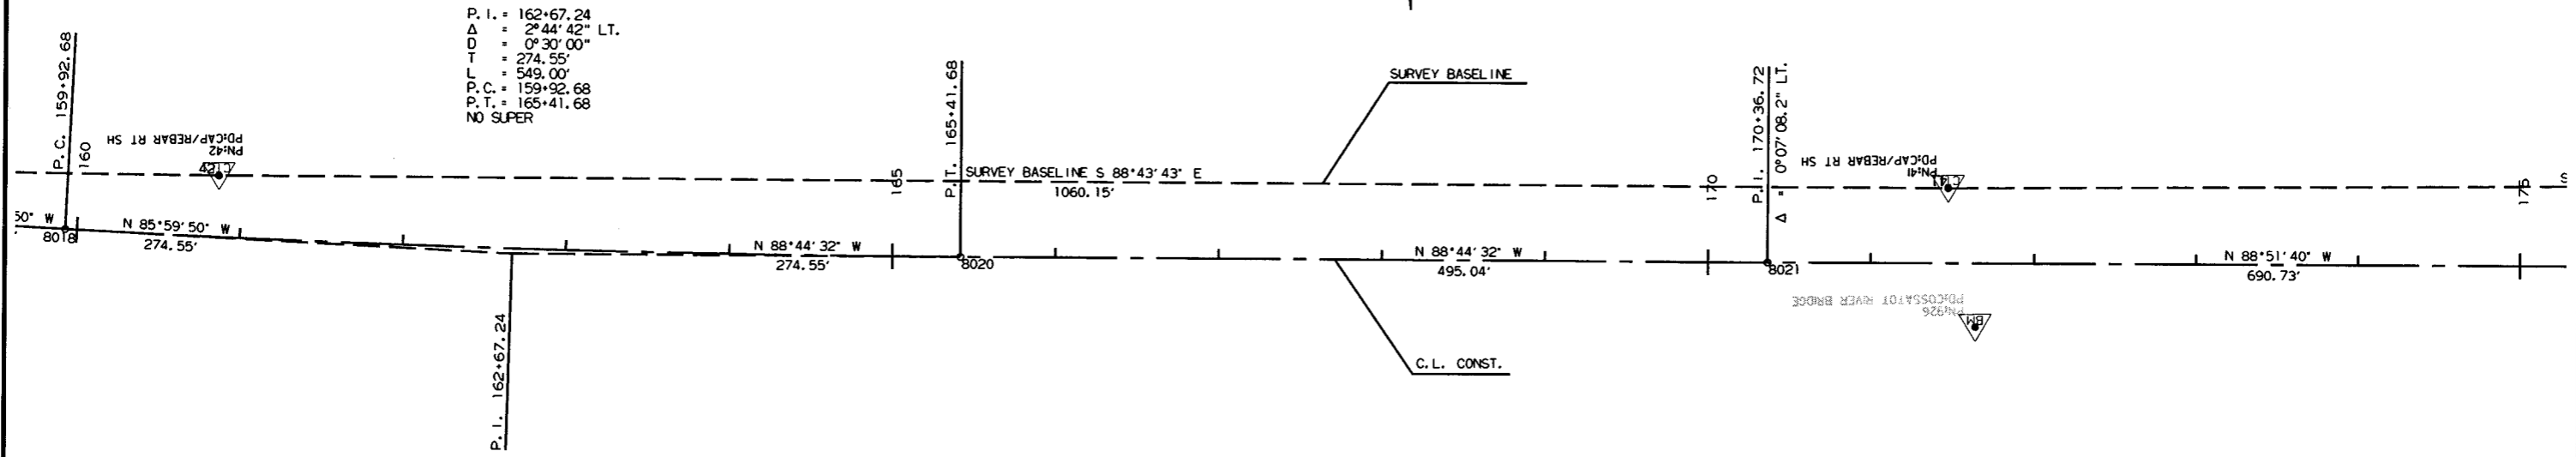 P.I. = 162+67.24
Δ = 2°44'42" LT.
D = 0°30'00"
T = 274.55'
L = 549.00'
P.C. = 159+92.68
P.T. = 165+41.68
NO SUPER
P.C. 159+92.68
160
PN:42
PD:CAP/REBAR RT SH
165
P.T. 165+41.68
SURVEY BASELINE
SURVEY BASELINE S 88°43'43" E
1060.15'
170
P.I. 170+36.72
Δ = 0°07'08.2" LT.
PN:41
PD:CAP/REBAR RT SH
175
S
50" W
8018
N 85°59'50" W
274.55'
N 88°44'32" W
274.55'
8020
N 88°44'32" W
495.04'
8021
N 88°51'40" W
690.73'
P.I. 162+67.24
C.L. CONST.
PN:926
PD:COSSATOT RIVER BRIDGE
BM